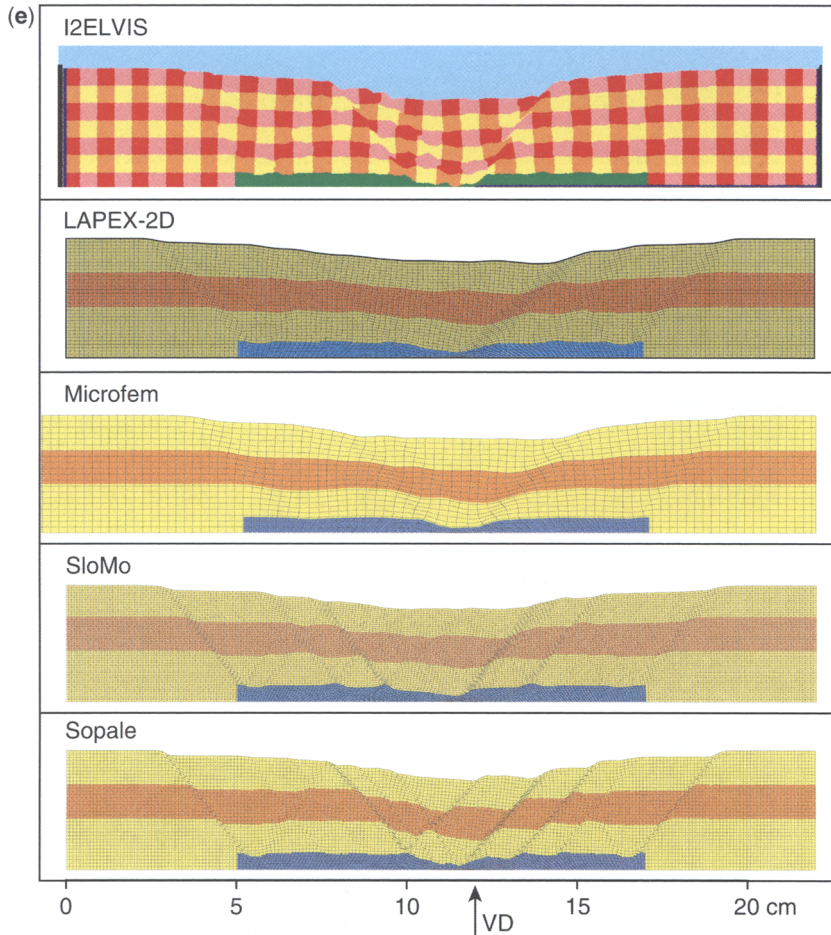 (e)
I2ELVIS
LAPEX-2D
Microfem
SloMo
Sopale
0 5 10 15 20 cm
VD